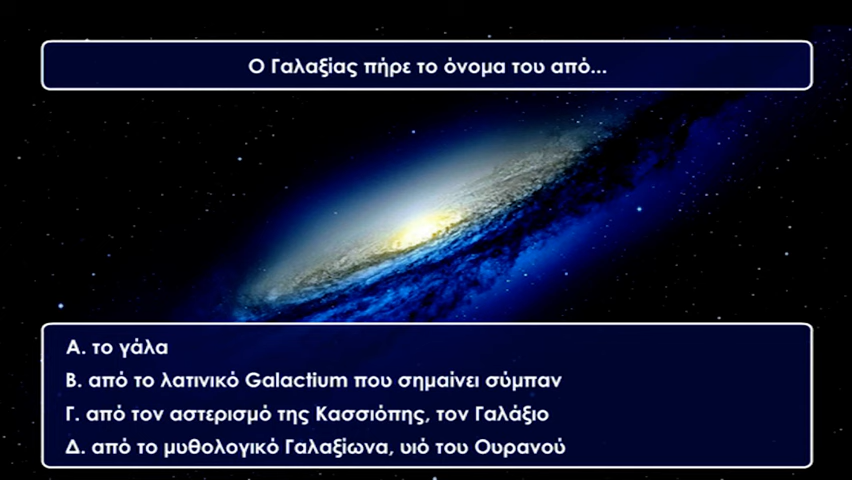 Ο Γαλαξίας πήρε το όνομα του από...
Α. το γάλα
Β. από το λατινικό Galactium που σημαίνει σύμπαν
Γ. από τον αστερισμό της Κασσιόπης, τον Γαλάξιο
Δ. από το μυθολογικό Γαλαξίωνα, υιό του Ουρανού